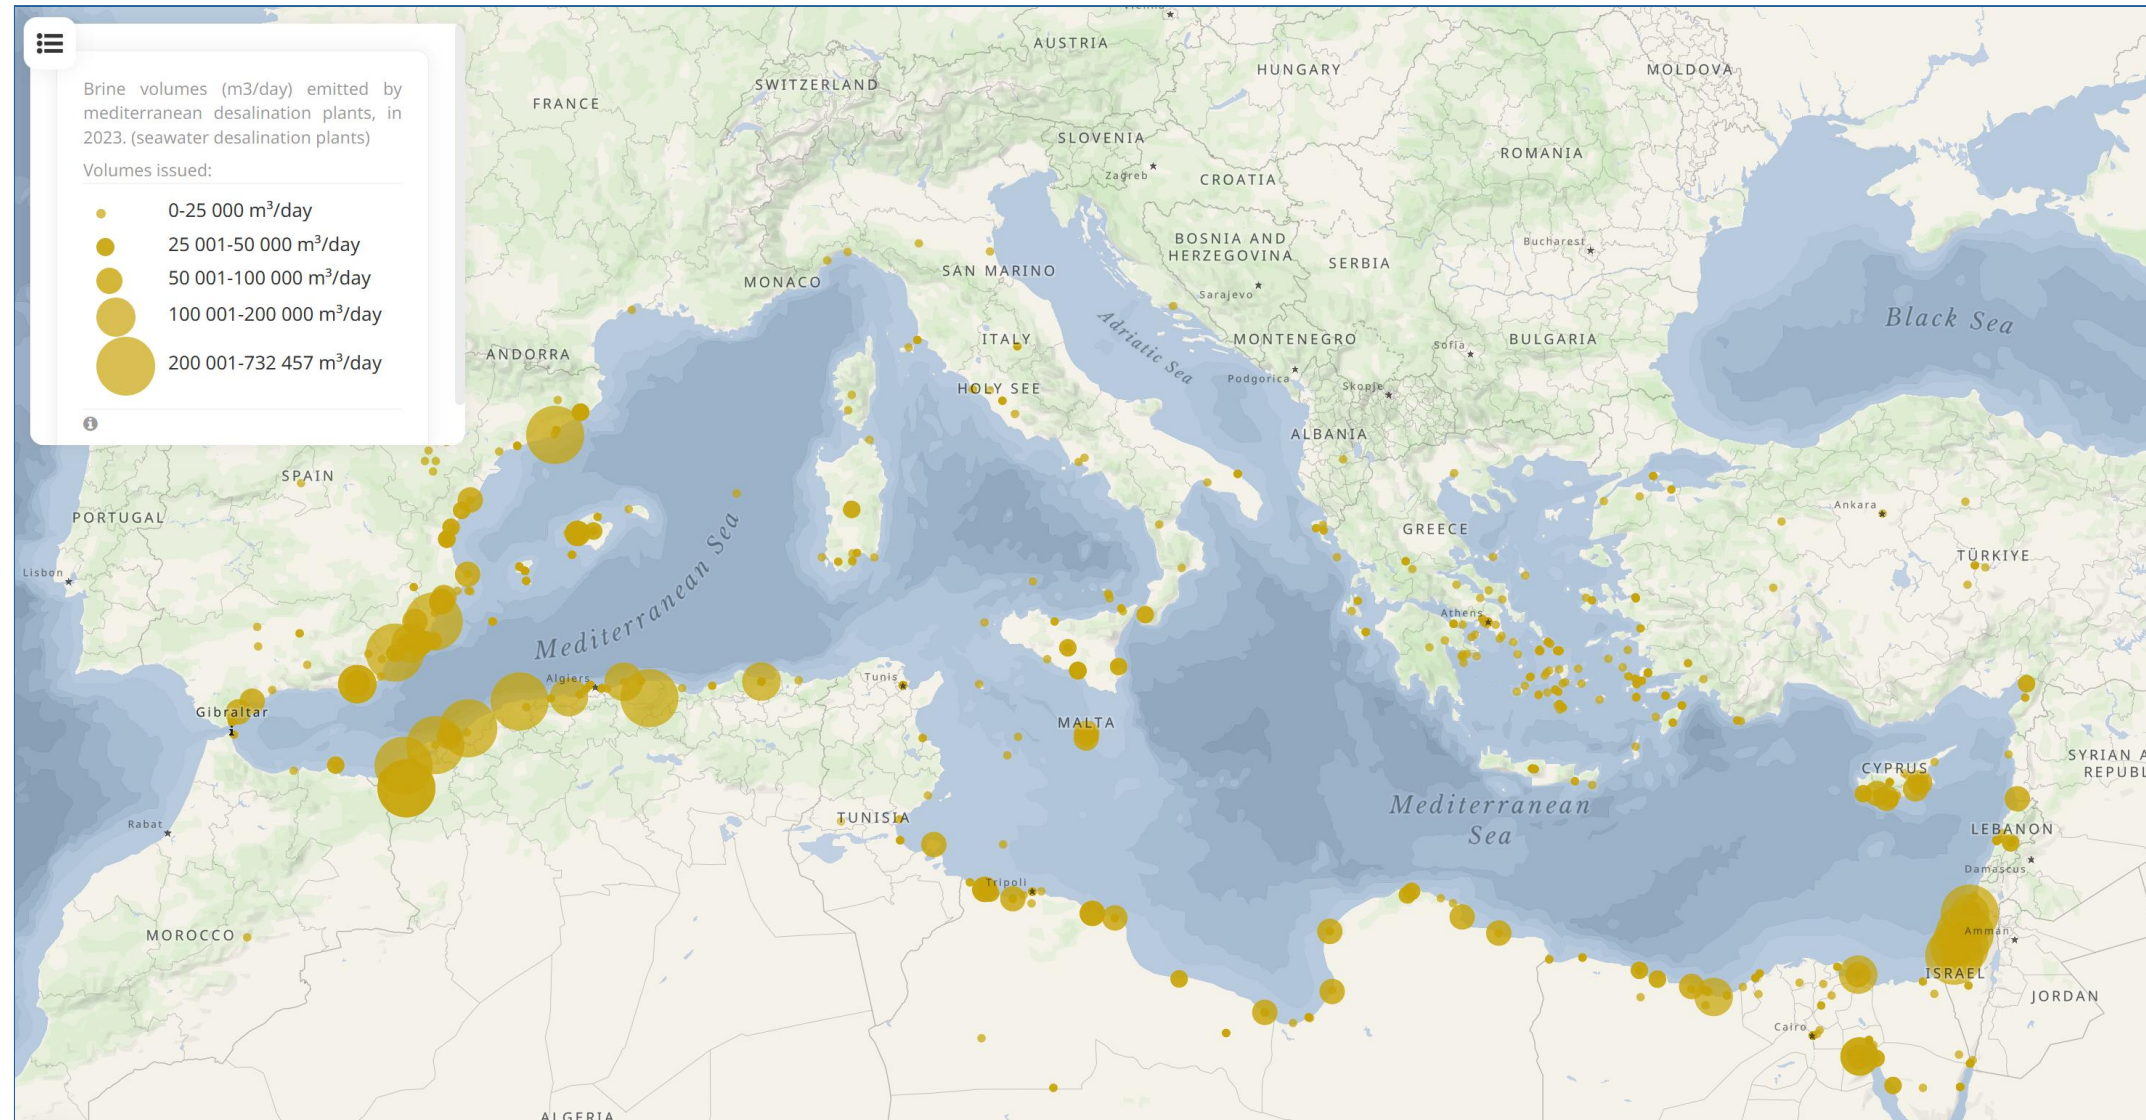 Brine volumes (m3/day) emitted by
mediterranean desalination plants, in
2023. (seawater desalination plants)
Volumes issued:
0-25 000 m³/day
25 001-50 000 m³/day
50 001-100 000 m³/day
100 001-200 000 m³/day
200 001-732 457 m³/day
Vienna
AUSTRIA
HUNGARY
MOLDOVA
SWITZERLAND
FRANCE
SLOVENIA
ROMANIA
Zagreb
CROATIA
BOSNIA AND
HERZEGOVINA
Bucharest
SERBIA
SAN MARINO
MONACO
Sarajevo
Black Sea
Adriatic Sea
ITALY
MONTENEGRO
Sofia
BULGARIA
ANDORRA
Podgorica
Skopje
HOLY SEE
ALBANIA
SPAIN
Ankara
PORTUGAL
GREECE
TÜRKIYE
Lisbon
Mediterranean Sea
Athens
Algiers
Tunis
Gibraltar
MALTA
SYRIAN A
REPUBL
CYPRUS
Mediterranean
Sea
Rabat
TUNISIA
LEBANON
Damascus
Tripoli
MOROCCO
Amman
ISRAEL
JORDAN
Cairo
ALGERIA